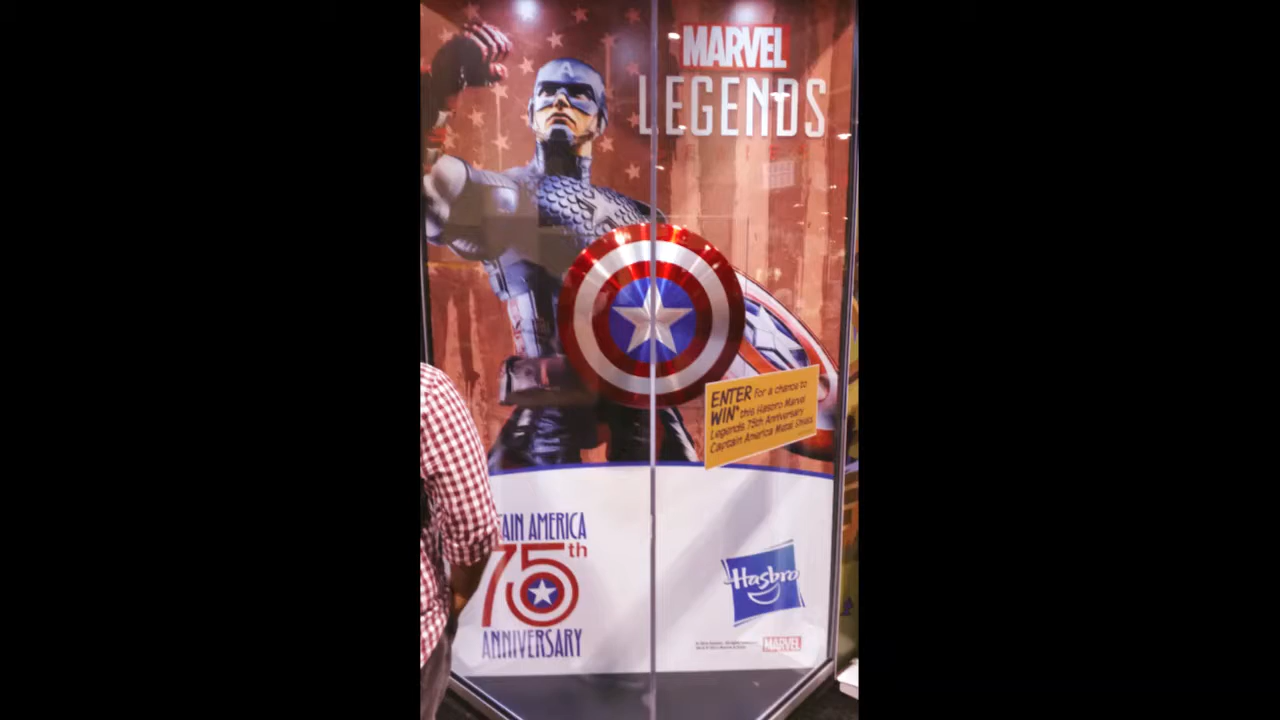 MARVEL
LEGENDS
ENTER for a chance to
WIN* this Hasbro Marvel
Legends 75th Anniversary
Captain America Metal Shield
AIN AMERICA
75th
ANNIVERSARY
Hasbro
MARVEL